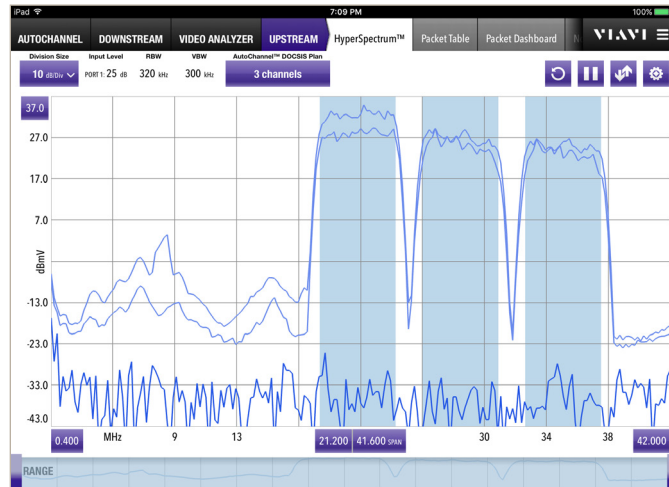 iPad 7:09 PM 100%
AUTOCHANNEL DOWNSTREAM VIDEO ANALYZER UPSTREAM HyperSpectrum™ Packet Table Packet Dashboard VIAVI
Division Size Input Level RBW VBW AutoChannel™ DOCSIS Plan
10 dB/Div PORT 1: 25 dB 320 kHz 300 kHz 3 channels
37.0
27.0
17.0
7.0
dBmV
-13.0
-23.0
-33.0
-43.0
0.400 MHz 9 13 21.200 41.600 SPAN 30 34 38 42.000
RANGE